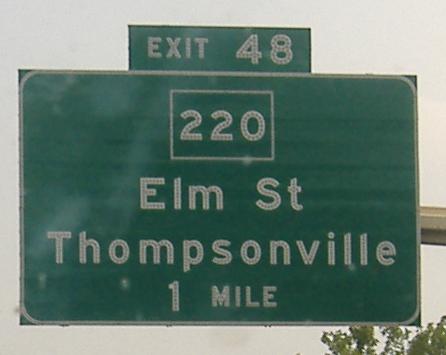 EXIT 48
220
Elm St
Thompsonville
1 MILE